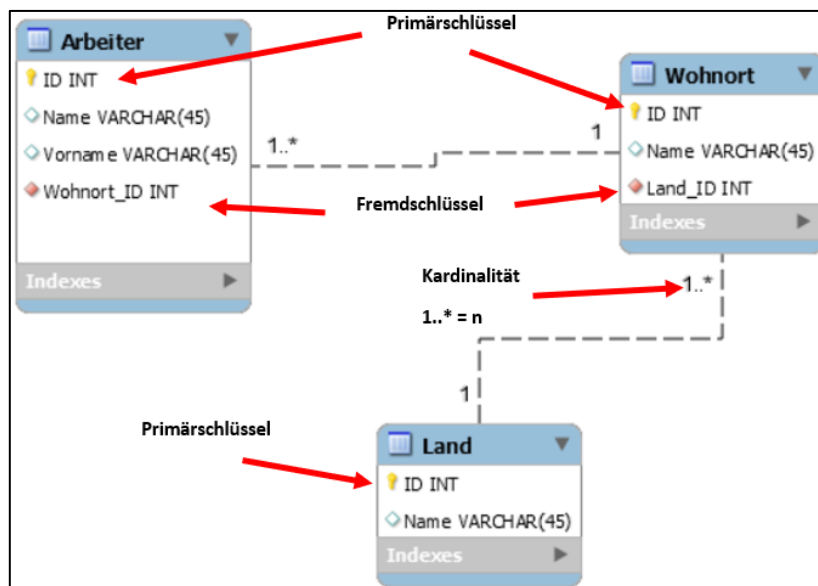 Primärschlüssel
Arbeiter
ID INT
Name VARCHAR(45)
Vorname VARCHAR(45)
Wohnort_ID INT
Indexes
1..*
1
Wohnort
ID INT
Name VARCHAR(45)
Land_ID INT
Indexes
Fremdschlüssel
Kardinalität
1..* = n
1..*
1
Primärschlüssel
Land
ID INT
Name VARCHAR(45)
Indexes